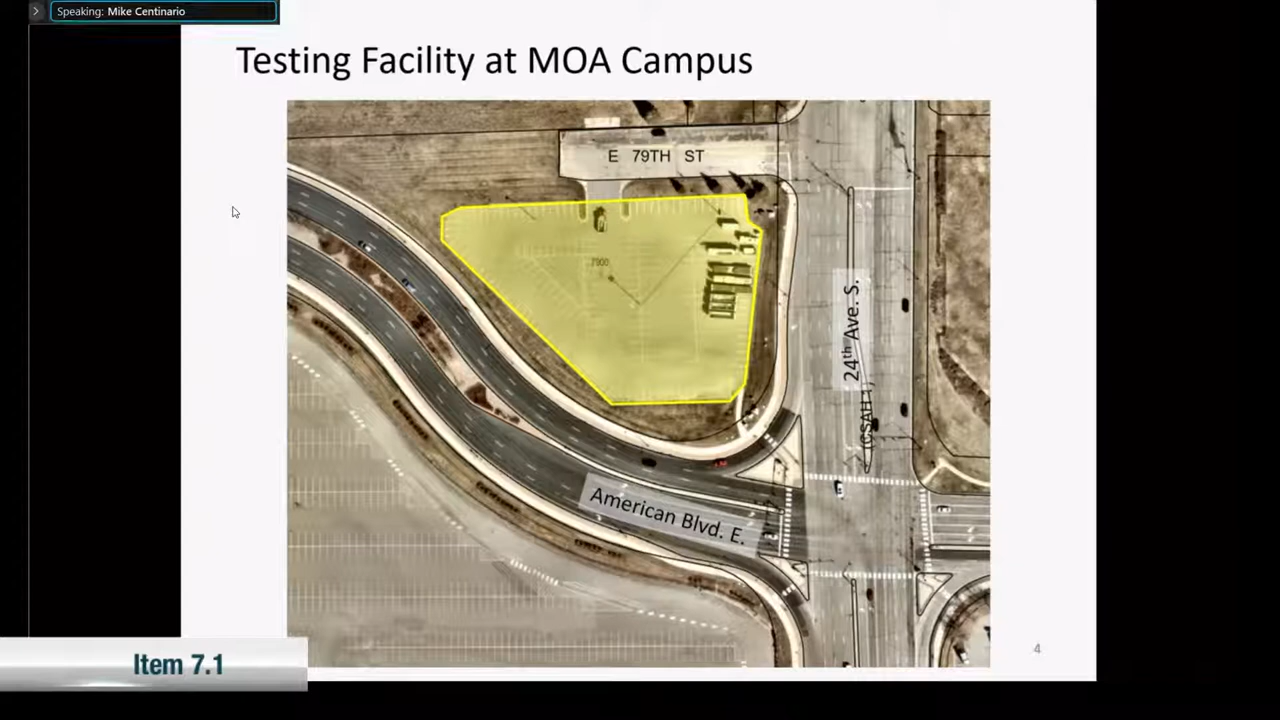 Speaking: Mike Centinario
Testing Facility at MOA Campus
E 79TH ST
7900
24th Ave. S.
(CSAH 1)
American Blvd. E.
4
Item 7.1